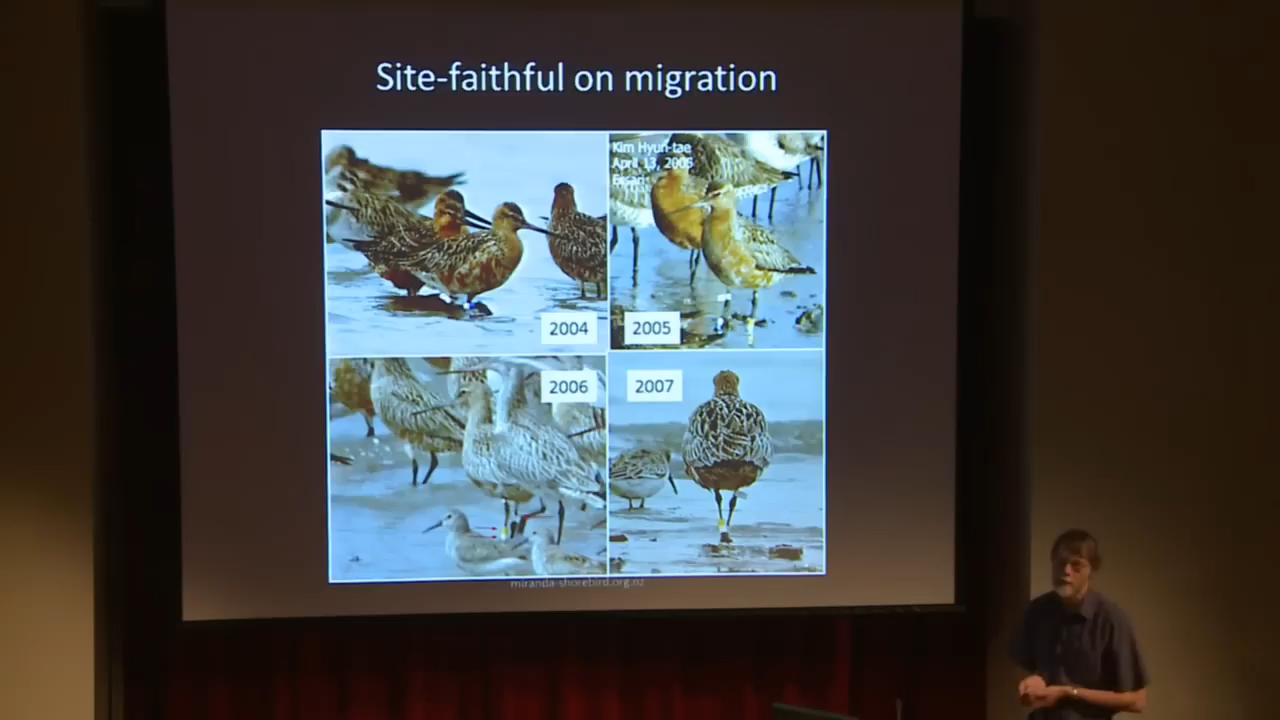 Site-faithful on migration
Kim Hyun-tae
April 13, 2005
2004
2005
2006
2007
miranda-shorebird.org.nz